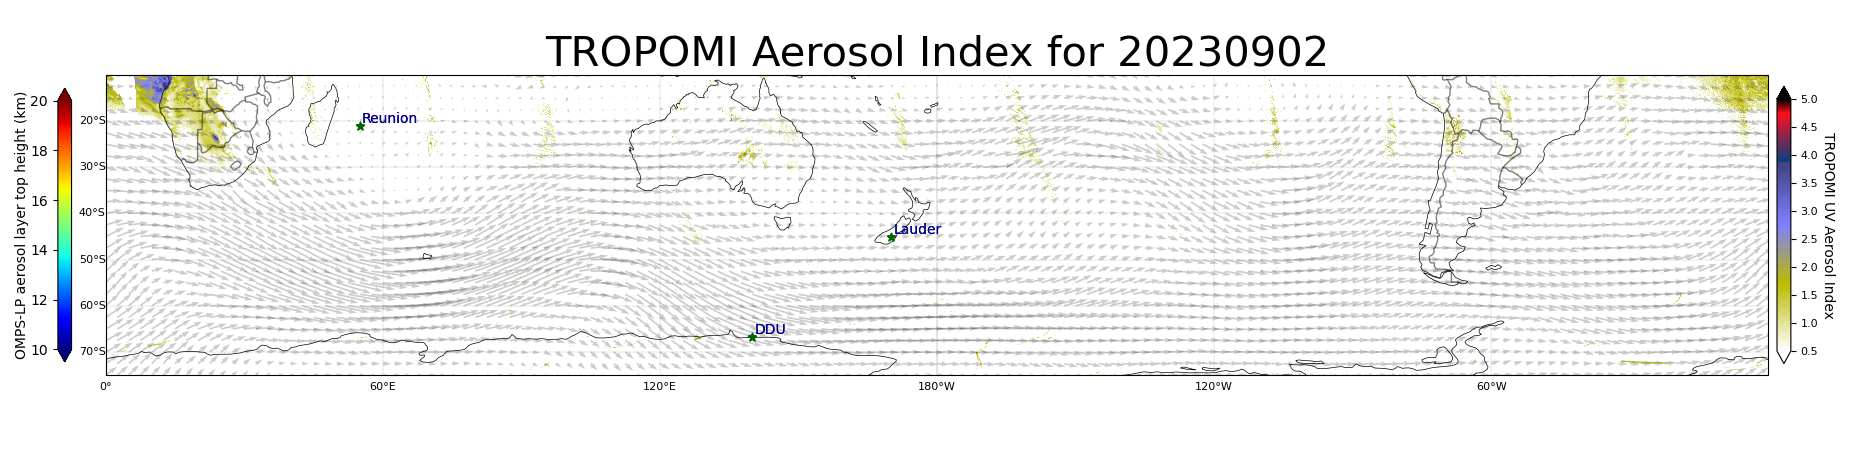 TROPOMI Aerosol Index for 20230902
OMPS-LP aerosol layer top height (km)
20
18
16
14
12
10
20°S
30°S
40°S
50°S
60°S
70°S
0°
60°E
120°E
180°W
120°W
60°W
Reunion
Lauder
DDU
5.0
4.5
4.0
3.5
3.0
2.5
2.0
1.5
1.0
0.5
TROPOMI UV Aerosol Index